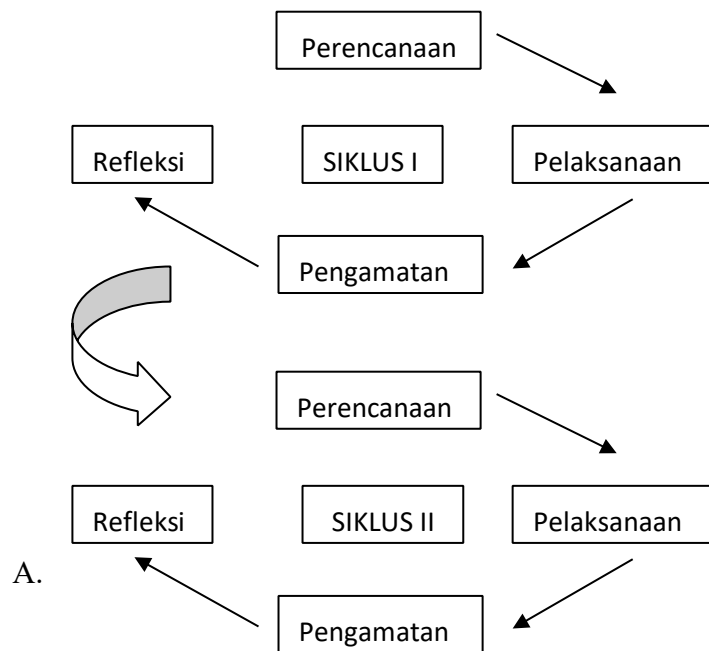 Perencanaan
Refleksi
SIKLUS I
Pelaksanaan
Pengamatan
Perencanaan
Refleksi
SIKLUS II
Pelaksanaan
A.
Pengamatan